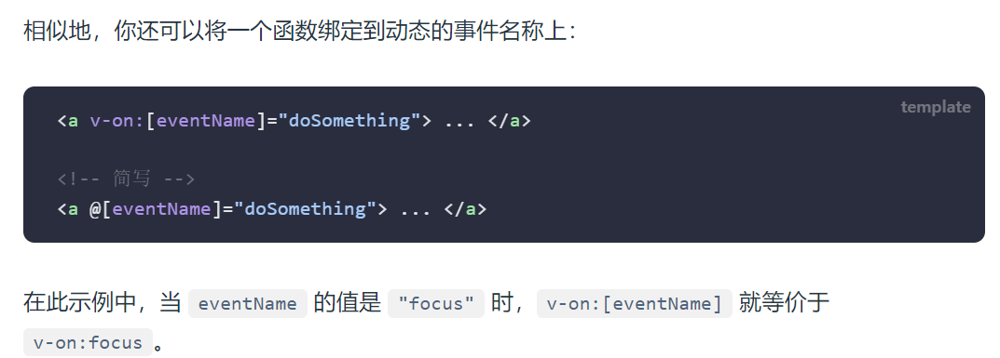 相似地，你还可以将一个函数绑定到动态的事件名称上：
template
<a v-on:[eventName]="doSomething"> ... </a>
<!-- 简写 -->
<a @[eventName]="doSomething"> ... </a>
在此示例中，当 eventName 的值是 "focus" 时，v-on:[eventName] 就等价于
v-on:focus 。